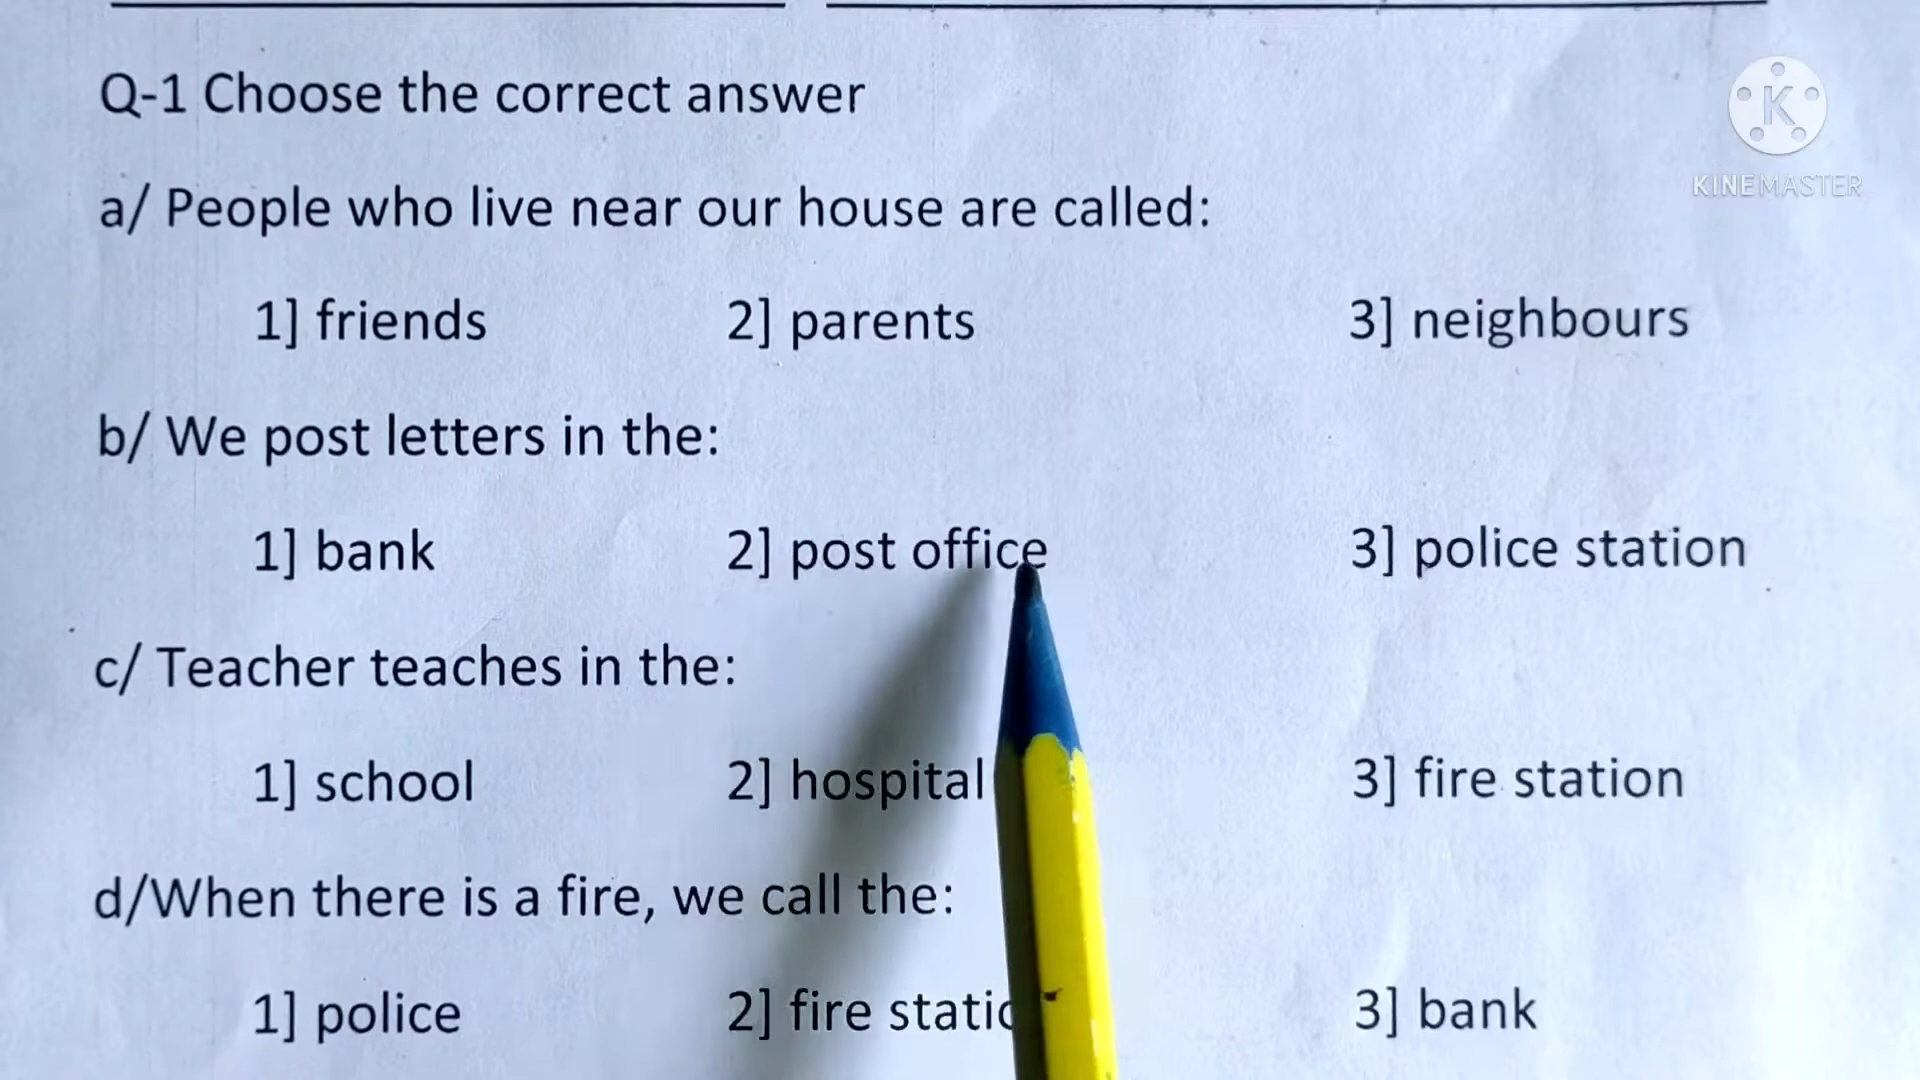 Q-1 Choose the correct answer
a/ People who live near our house are called:
1] friends 2] parents 3] neighbours
b/ We post letters in the:
1] bank 2] post office 3] police station
c/ Teacher teaches in the:
1] school 2] hospital 3] fire station
d/When there is a fire, we call the:
1] police 2] fire 3] bank
K
KINEMASTER